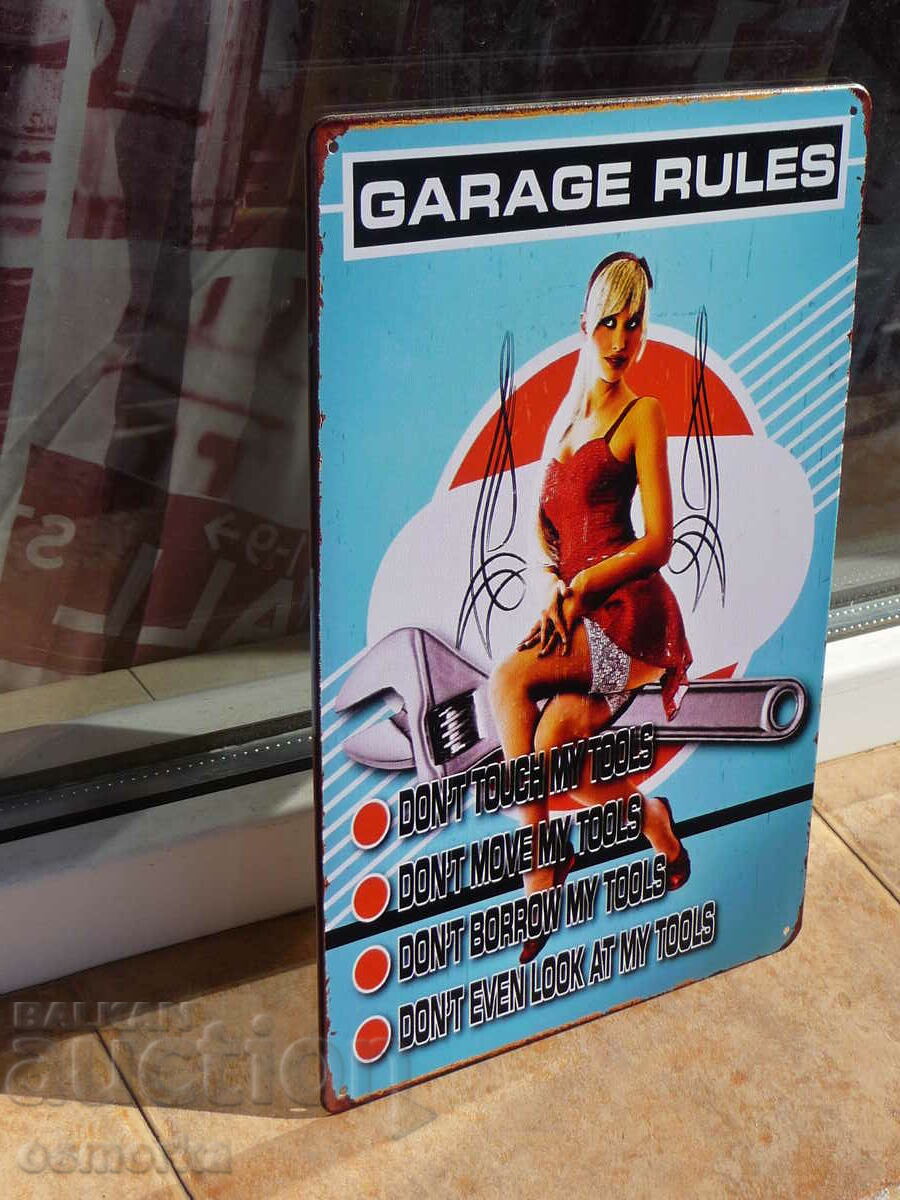 GARAGE RULES
DON'T TOUCH MY TOOLS
DON'T MOVE MY TOOLS
DON'T BORROW MY TOOLS
DON'T EVEN LOOK AT MY TOOLS
BALKAN
auction
osmorka